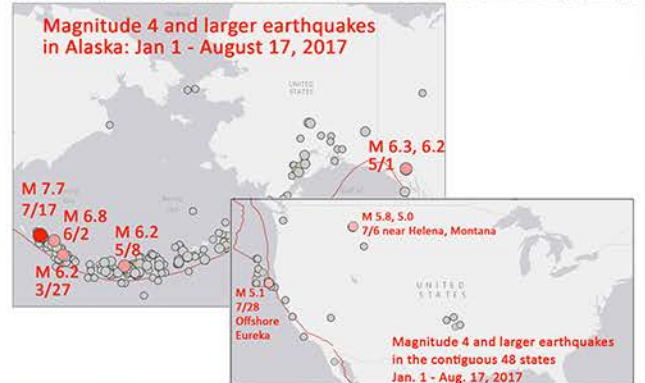 Magnitude 4 and larger earthquakes
in Alaska: Jan 1 - August 17, 2017
UNITED
STATES
M 6.3, 6.2
5/1
M 7.7
7/17
M 6.8
6/2
M 6.2
5/8
M 6.2
3/27
M 5.8, 5.0
7/6 near Helena, Montana
M 5.1
7/28
Offshore
Eureka
UNITED
STATES
Magnitude 4 and larger earthquakes
in the contiguous 48 states
Jan. 1 - Aug. 17, 2017